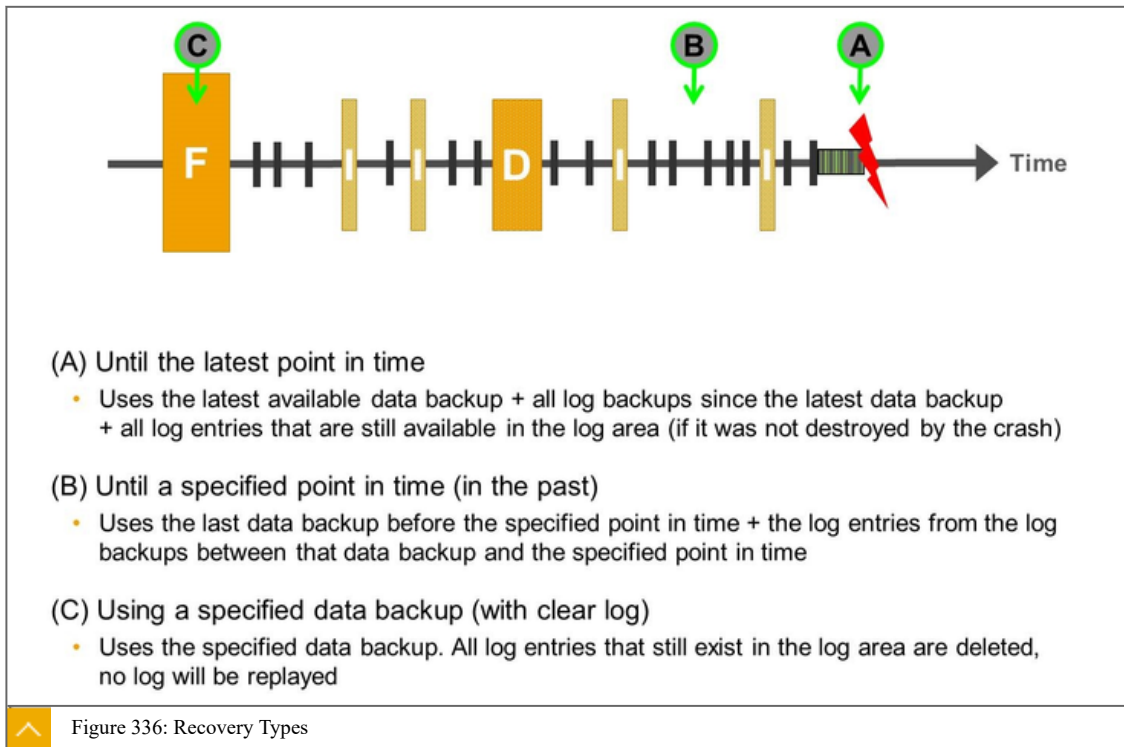 C B A
F I I D I I Time
(A) Until the latest point in time
• Uses the latest available data backup + all log backups since the latest data backup
+ all log entries that are still available in the log area (if it was not destroyed by the crash)
(B) Until a specified point in time (in the past)
• Uses the last data backup before the specified point in time + the log entries from the log
backups between that data backup and the specified point in time
(C) Using a specified data backup (with clear log)
• Uses the specified data backup. All log entries that still exist in the log area are deleted,
no log will be replayed
Figure 336: Recovery Types